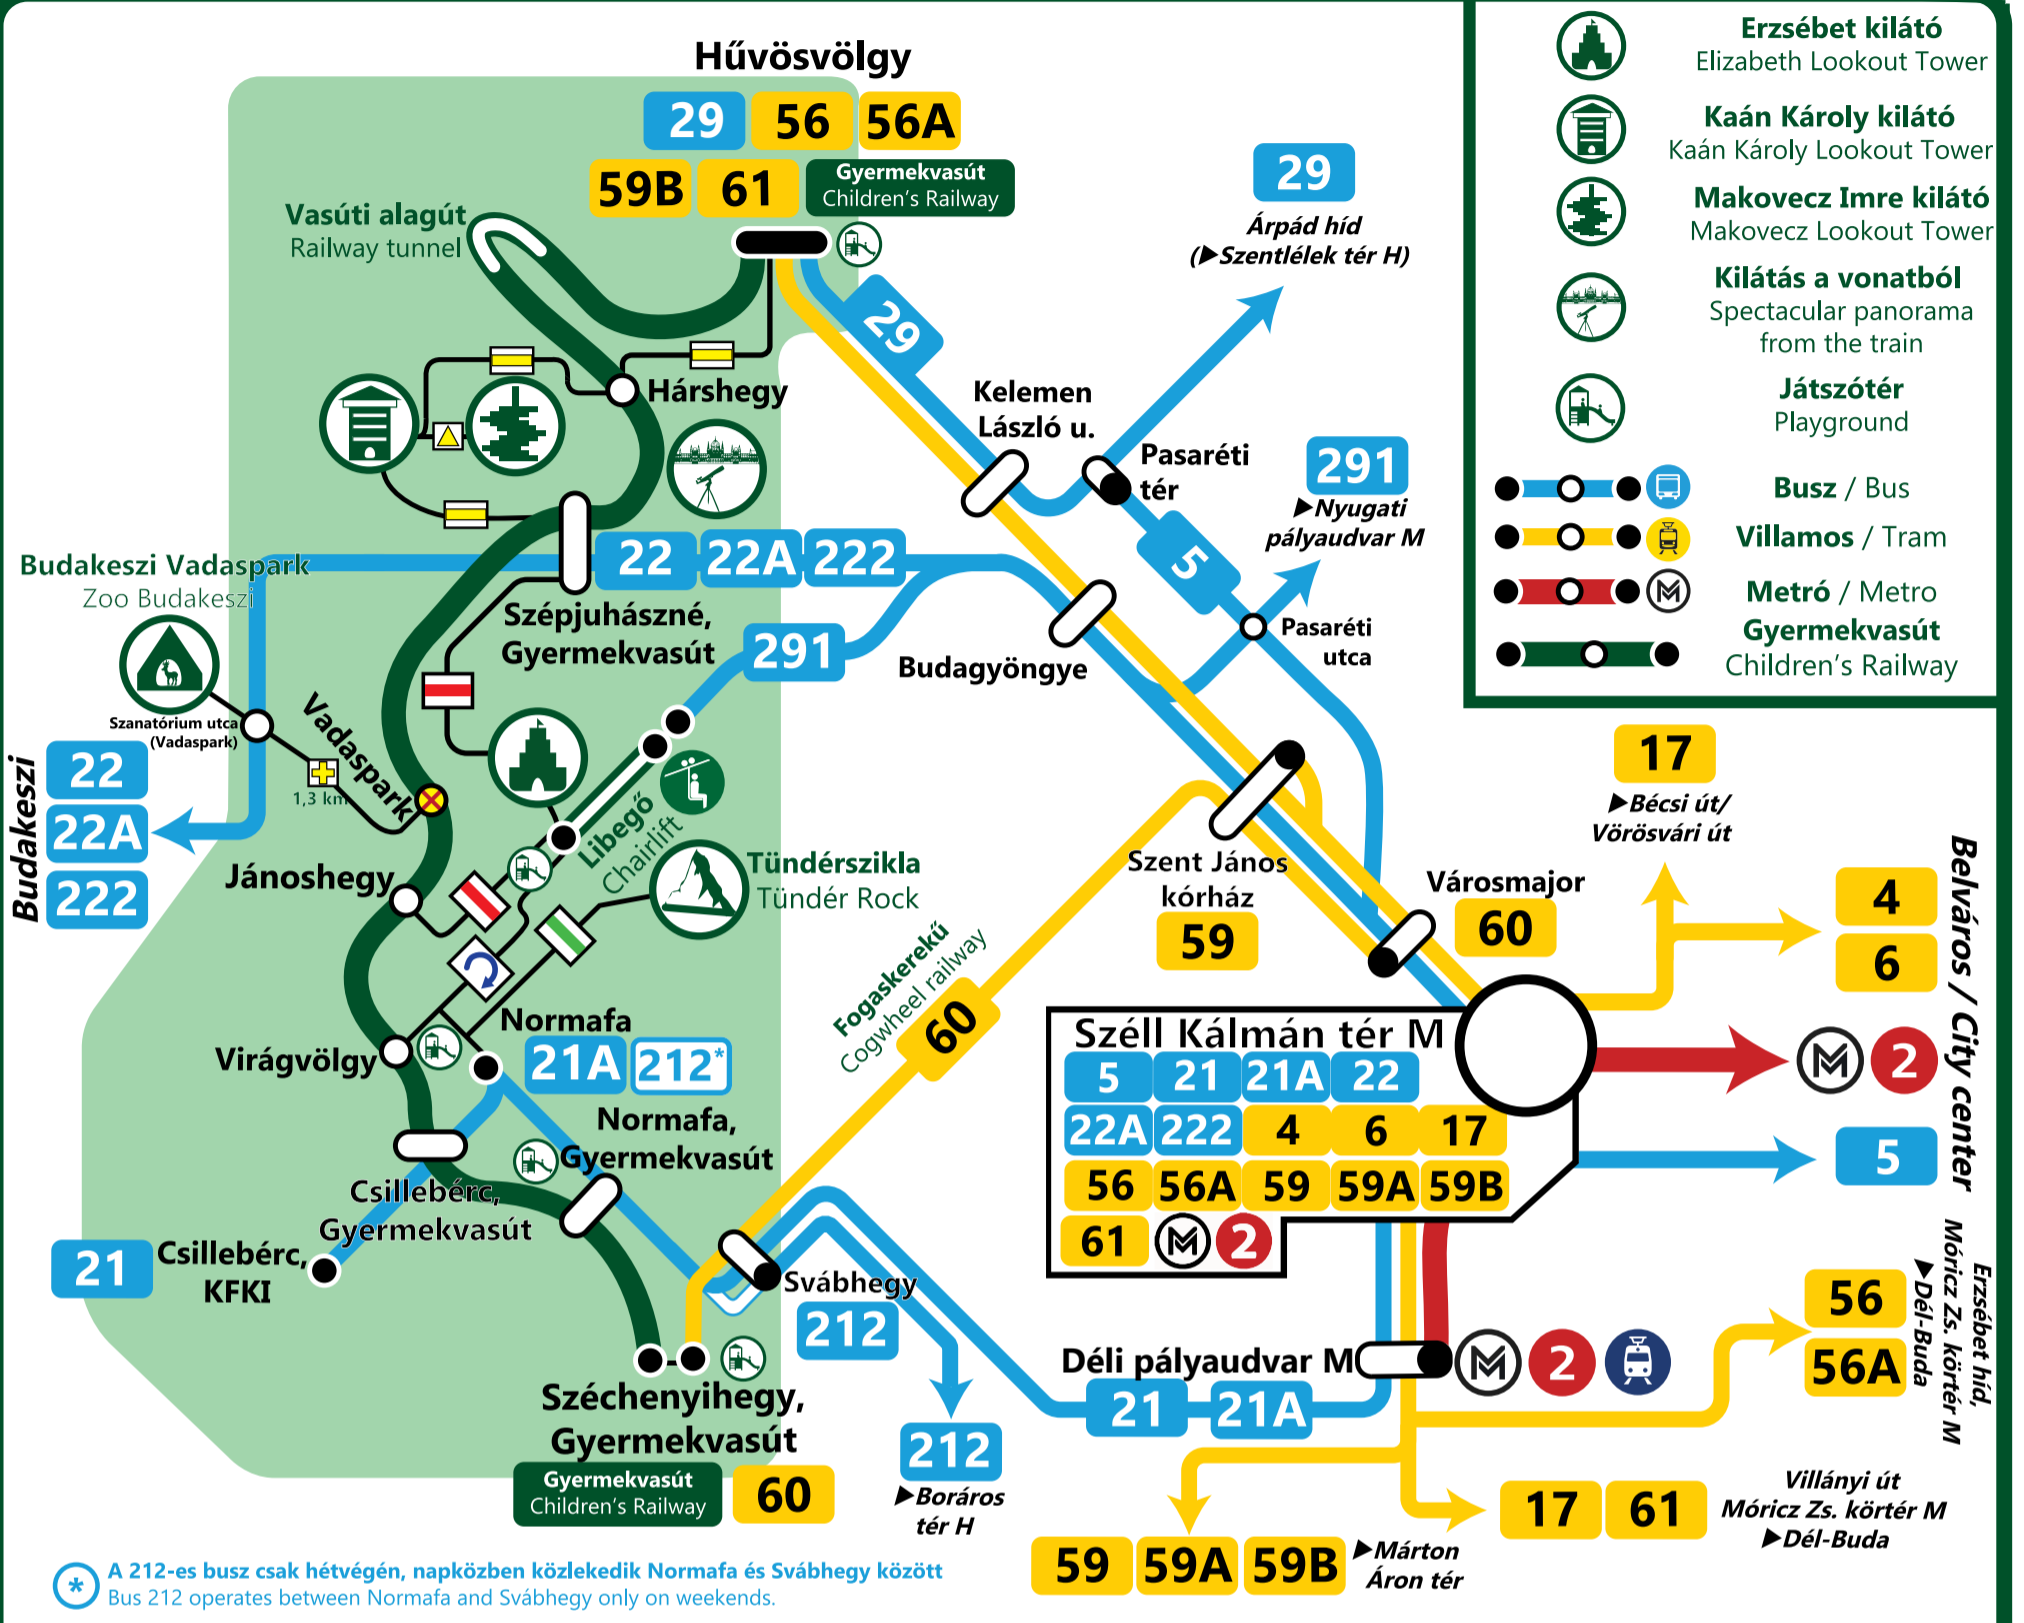 Hűvösvölgy
29 56 56A
59B 61 Gyermekvasút
Children's Railway
Vasúti alagút
Railway tunnel
29
Árpád híd
(▶Szentlélek tér H)
29
Hárshegy
Kelemen
László u.
Pasaréti
tér
291
▶Nyugati
pályaudvar M
5
Pasaréti
utca
Budakeszi Vadaspark
Zoo Budakeszi
22 22A 222
Szépjuhászné,
Gyermekvasút
291
Budagyöngye
Szanatórium utca
(Vadaspark)
1,3 km
Vadaspark
Budakeszi
22
22A
222
Jánoshegy
Libegő
Chairlift
Tündérszikla
Tündér Rock
Szent János
kórház
59
Városmajor
60
17
▶Bécsi út/
Vörösvári út
4
6
Belváros / City center
M 2
5
Fogaskerekű
Cogwheel railway
60
Virágvölgy
Normafa
21A 212*
Normafa,
Gyermekvasút
Csillebérc,
Gyermekvasút
21
Csillebérc,
KFKI
Svábhegy
212
Széll Kálmán tér M
5 21 21A 22
22A 222 4 6 17
56 56A 59 59A 59B
61 M 2
Déli pályaudvar M
M 2
21 21A
Széchenyihegy,
Gyermekvasút
Gyermekvasút
Children's Railway
60
212
▶Boráros
tér H
56
56A
Erzsébet híd,
Móricz Zs. körtér M
▶Dél-Buda
17 61
Villányi út
Móricz Zs. körtér M
▶Dél-Buda
59 59A 59B
▶Márton
Áron tér
* A 212-es busz csak hétvégén, napközben közlekedik Normafa és Svábhegy között
Bus 212 operates between Normafa and Svábhegy only on weekends.
Erzsébet kilátó
Elizabeth Lookout Tower
Kaán Károly kilátó
Kaán Károly Lookout Tower
Makovecz Imre kilátó
Makovecz Lookout Tower
Kilátás a vonatból
Spectacular panorama
from the train
Játszótér
Playground
Busz / Bus
Villamos / Tram
M Metró / Metro
Gyermekvasút
Children's Railway